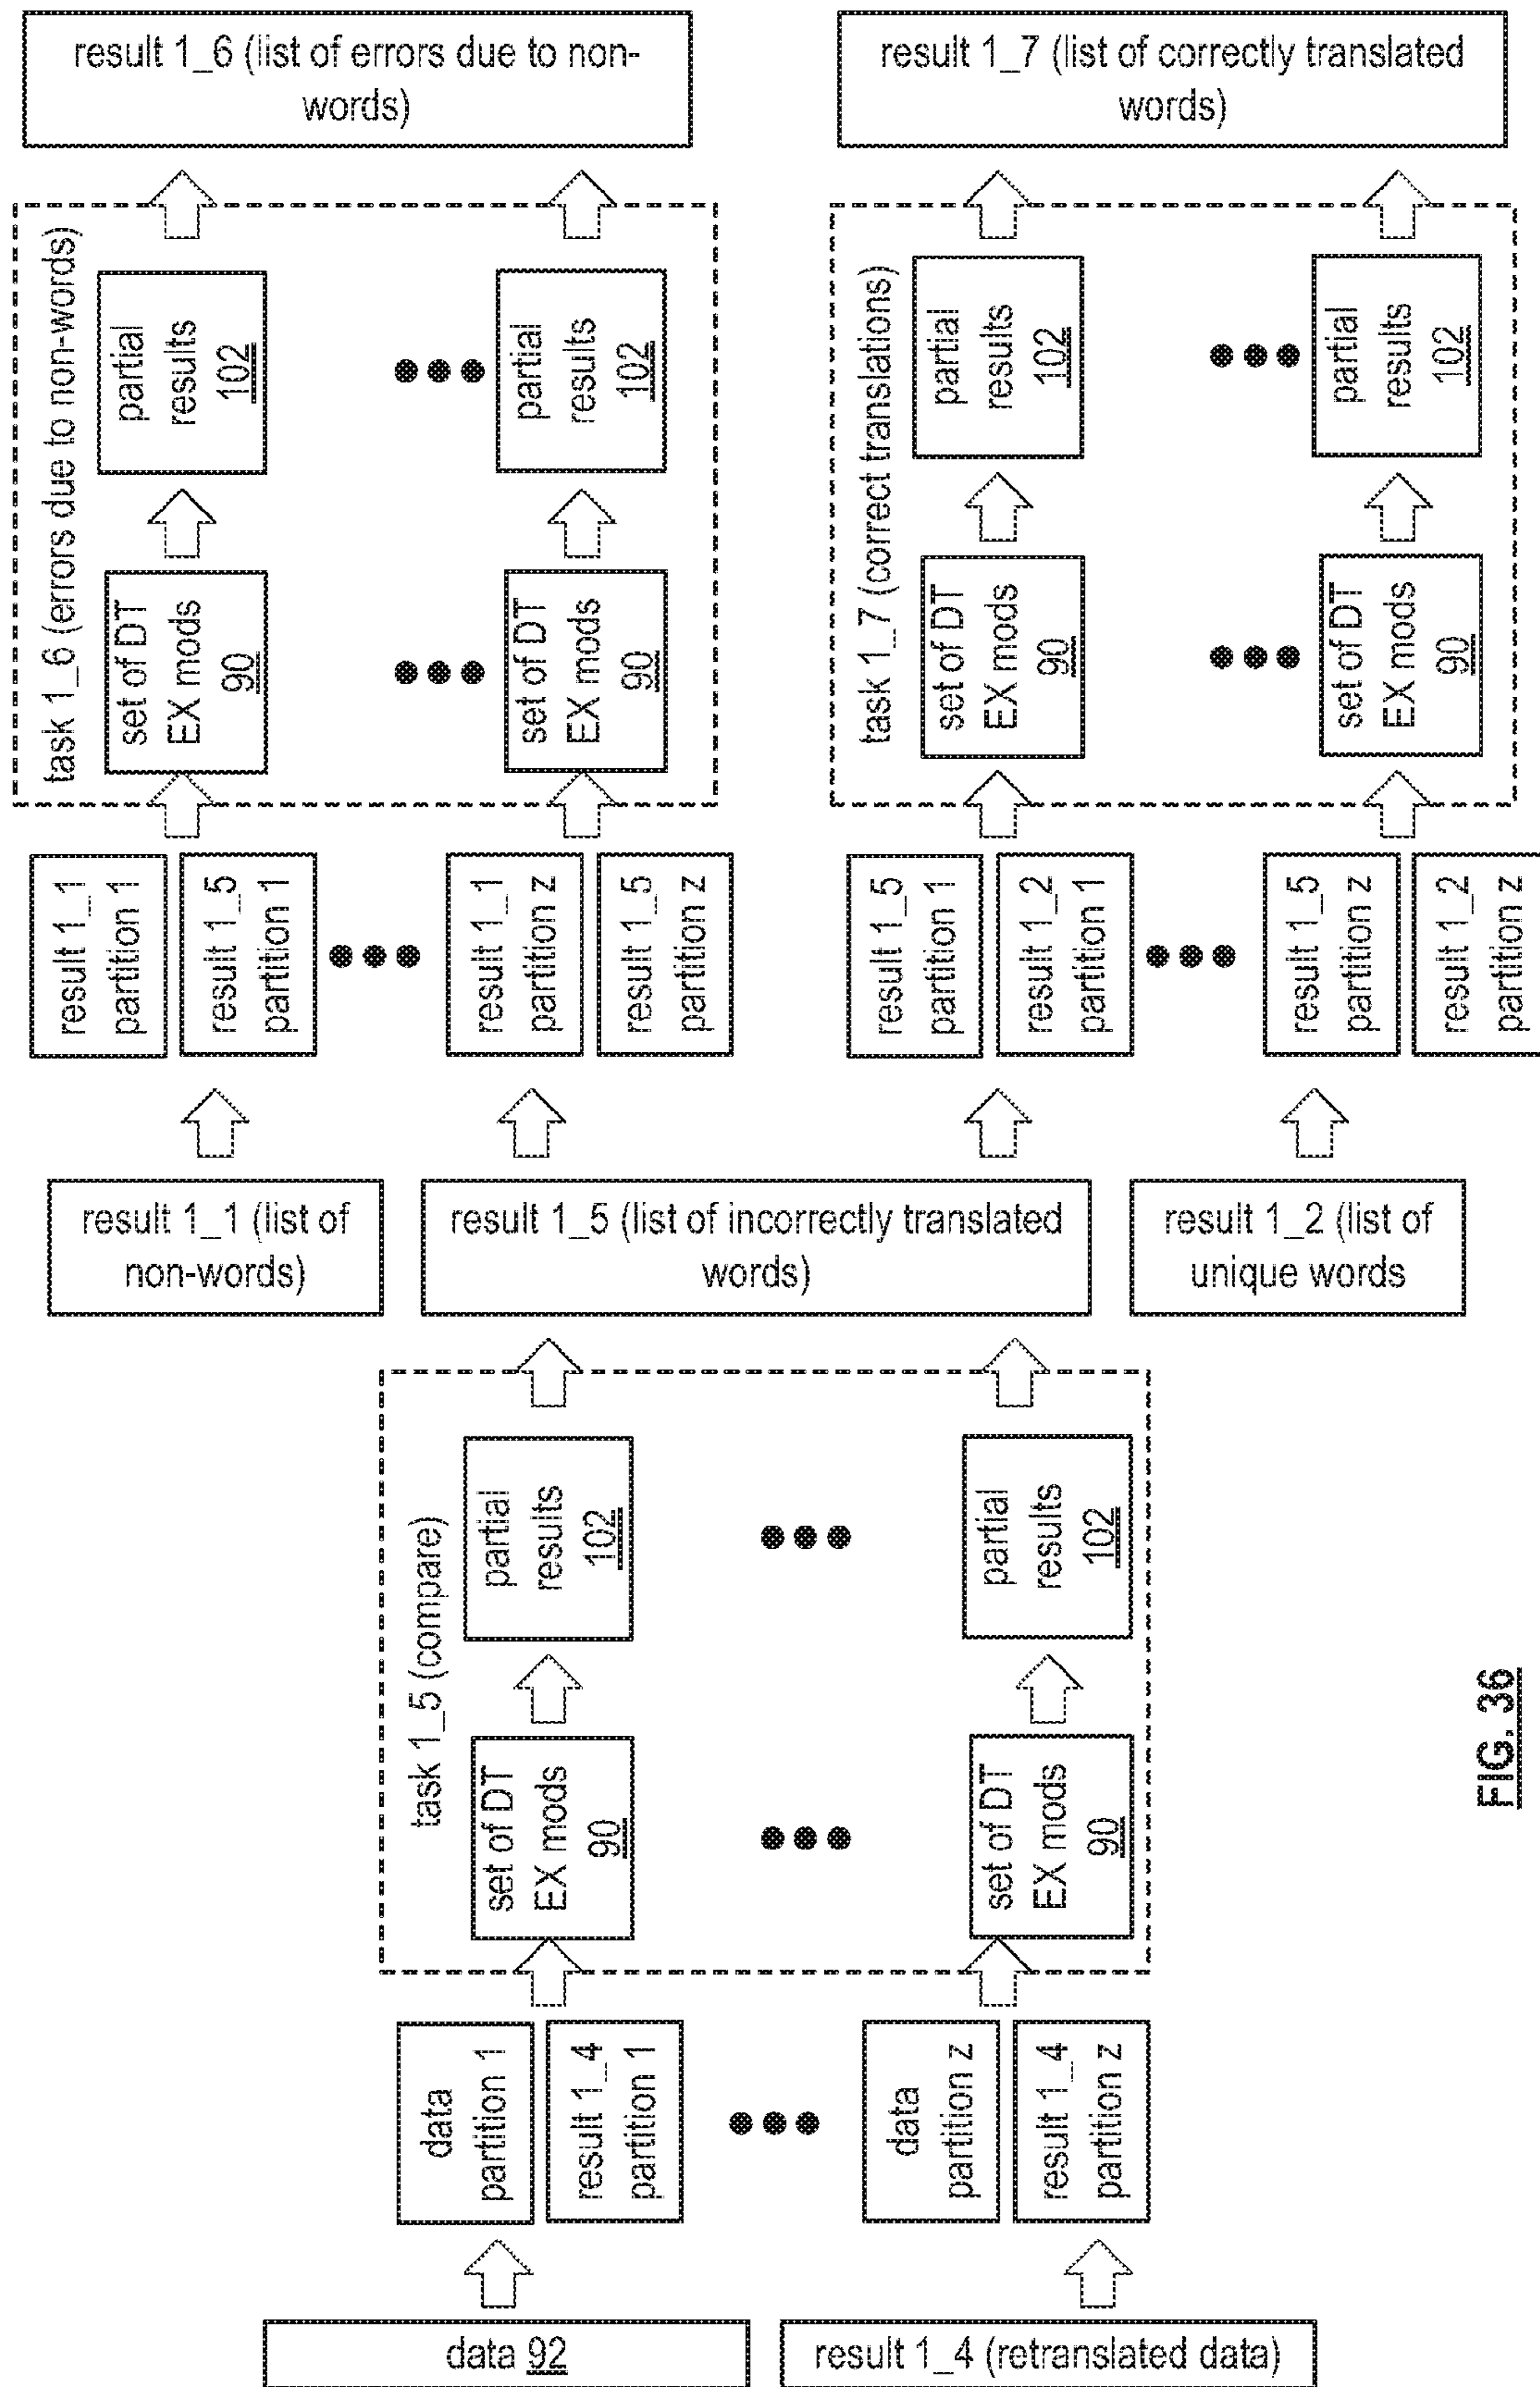 data 92
result 1_4 (retranslated data)
data
partition 1
result 1_4
partition 1
data
partition z
result 1_4
partition z
task 1_5 (compare)
set of DT
EX mods
90
partial
results
102
set of DT
EX mods
90
partial
results
102
result 1_1 (list of
non-words)
result 1_5 (list of incorrectly translated
words)
result 1_2 (list of
unique words
result 1_1
partition 1
result 1_5
partition 1
result 1_1
partition z
result 1_5
partition z
task 1_6 (errors due to non-words)
set of DT
EX mods
90
partial
results
102
set of DT
EX mods
90
partial
results
102
result 1_6 (list of errors due to non-
words)
result 1_5
partition 1
result 1_2
partition 1
result 1_5
partition z
result 1_2
partition z
task 1_7 (correct translations)
set of DT
EX mods
90
partial
results
102
set of DT
EX mods
90
partial
results
102
result 1_7 (list of correctly translated
words)
FIG. 36